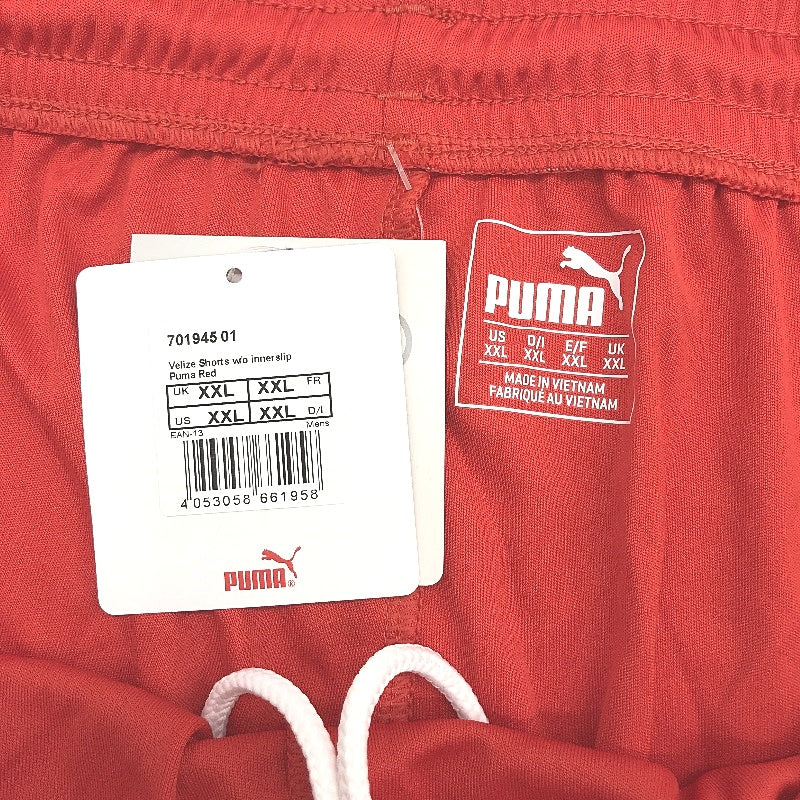 701945 01
Velize Shorts w/o innerslip
Puma Red
UK XXL XXL FR
US XXL XXL D/I
EAN-13 Mens
4 053058 661958
PUMA®
PUMA
US D/I E/F UK
XXL XXL XXL XXL
MADE IN VIETNAM
FABRIQUÉ AU VIETNAM